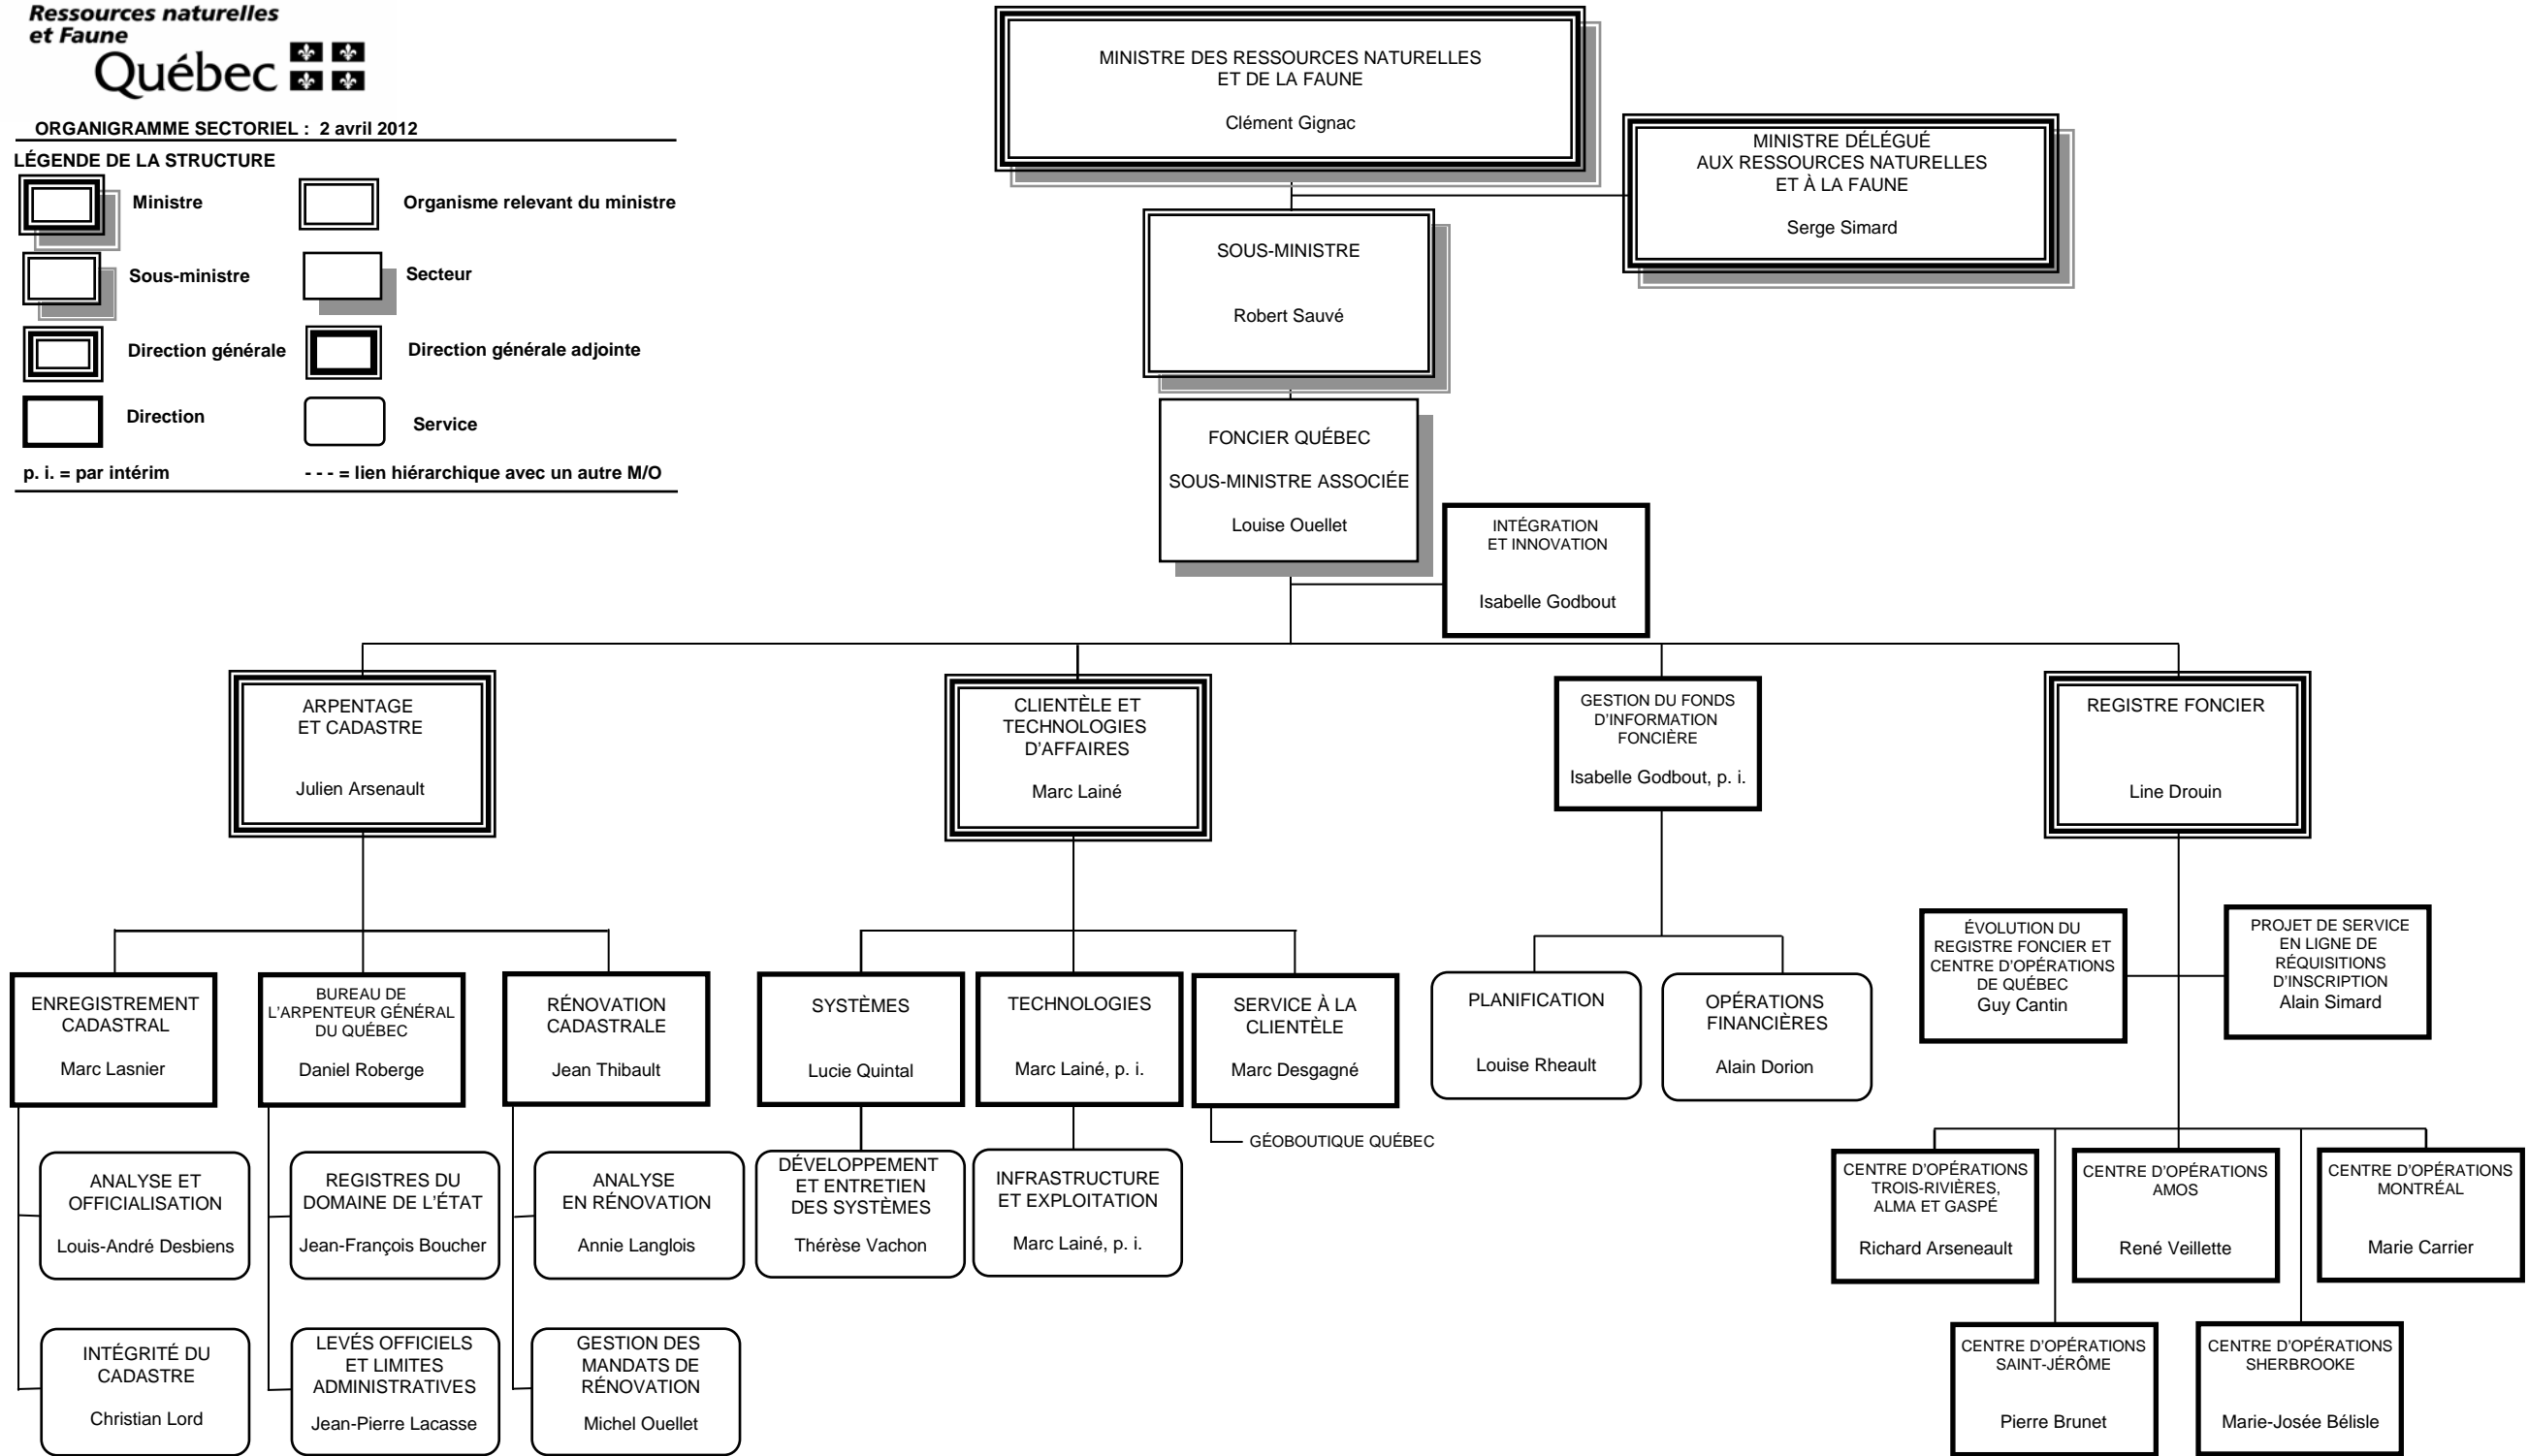 Ressources naturelles
et Faune
Québec
ORGANIGRAMME SECTORIEL : 2 avril 2012
LÉGENDE DE LA STRUCTURE
Ministre
Organisme relevant du ministre
Sous-ministre
Secteur
Direction générale
Direction générale adjointe
Direction
Service
p. i. = par intérim
- - - = lien hiérarchique avec un autre M/O
MINISTRE DES RESSOURCES NATURELLES
ET DE LA FAUNE
Clément Gignac
MINISTRE DÉLÉGUÉ
AUX RESSOURCES NATURELLES
ET À LA FAUNE
Serge Simard
SOUS-MINISTRE
Robert Sauvé
FONCIER QUÉBEC
SOUS-MINISTRE ASSOCIÉE
Louise Ouellet
INTÉGRATION
ET INNOVATION
Isabelle Godbout
ARPENTAGE
ET CADASTRE
Julien Arsenault
CLIENTÈLE ET
TECHNOLOGIES
D'AFFAIRES
Marc Lainé
GESTION DU FONDS
D'INFORMATION
FONCIÈRE
Isabelle Godbout, p. i.
REGISTRE FONCIER
Line Drouin
ENREGISTREMENT
CADASTRAL
Marc Lasnier
BUREAU DE
L'ARPENTEUR GÉNÉRAL
DU QUÉBEC
Daniel Roberge
RÉNOVATION
CADASTRALE
Jean Thibault
SYSTÈMES
Lucie Quintal
TECHNOLOGIES
Marc Lainé, p. i.
SERVICE À LA
CLIENTÈLE
Marc Desgagné
GÉOBOUTIQUE QUÉBEC
PLANIFICATION
Louise Rheault
OPÉRATIONS
FINANCIÈRES
Alain Dorion
ÉVOLUTION DU
REGISTRE FONCIER ET
CENTRE D'OPÉRATIONS
DE QUÉBEC
Guy Cantin
PROJET DE SERVICE
EN LIGNE DE
RÉQUISITIONS
D'INSCRIPTION
Alain Simard
ANALYSE ET
OFFICIALISATION
Louis-André Desbiens
REGISTRES DU
DOMAINE DE L'ÉTAT
Jean-François Boucher
ANALYSE
EN RÉNOVATION
Annie Langlois
DÉVELOPPEMENT
ET ENTRETIEN
DES SYSTÈMES
Thérèse Vachon
INFRASTRUCTURE
ET EXPLOITATION
Marc Lainé, p. i.
CENTRE D'OPÉRATIONS
TROIS-RIVIÈRES,
ALMA ET GASPÉ
Richard Arseneault
CENTRE D'OPÉRATIONS
AMOS
René Veillette
CENTRE D'OPÉRATIONS
MONTRÉAL
Marie Carrier
INTÉGRITÉ DU
CADASTRE
Christian Lord
LEVÉS OFFICIELS
ET LIMITES
ADMINISTRATIVES
Jean-Pierre Lacasse
GESTION DES
MANDATS DE
RÉNOVATION
Michel Ouellet
CENTRE D'OPÉRATIONS
SAINT-JÉRÔME
Pierre Brunet
CENTRE D'OPÉRATIONS
SHERBROOKE
Marie-Josée Bélisle